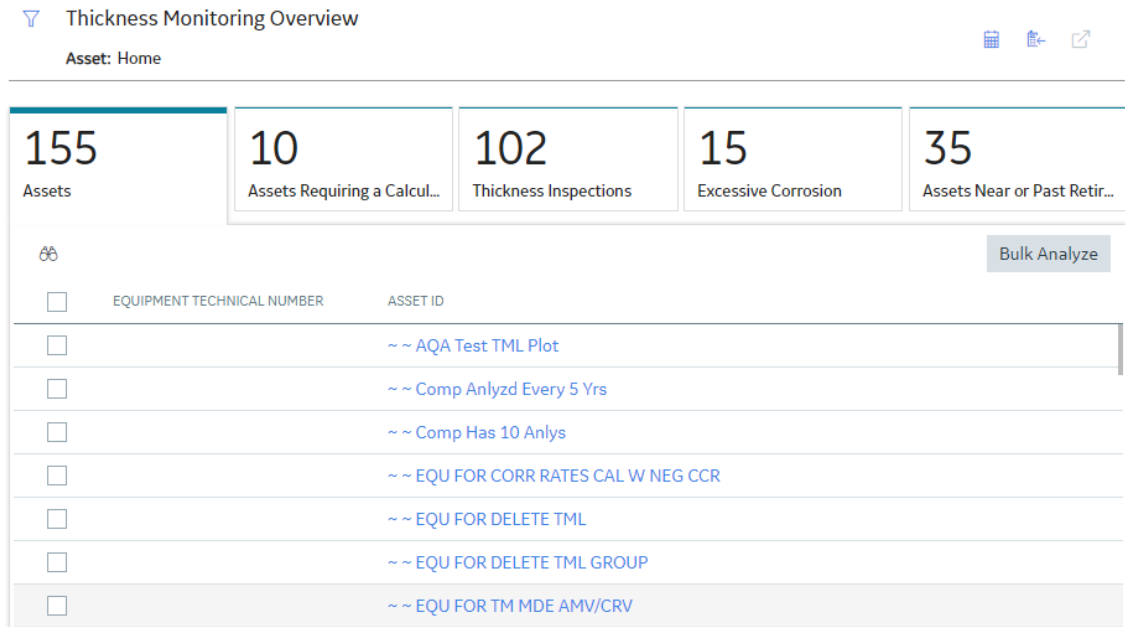 Thickness Monitoring Overview
Asset: Home
155
Assets
10
Assets Requiring a Calcul...
102
Thickness Inspections
15
Excessive Corrosion
35
Assets Near or Past Retir...
Bulk Analyze
EQUIPMENT TECHNICAL NUMBER ASSET ID
~ ~ AQA Test TML Plot
~ ~ Comp Anlyzd Every 5 Yrs
~ ~ Comp Has 10 Anlys
~ ~ EQU FOR CORR RATES CAL W NEG CCR
~ ~ EQU FOR DELETE TML
~ ~ EQU FOR DELETE TML GROUP
~ ~ EQU FOR TM MDE AMV/CRV